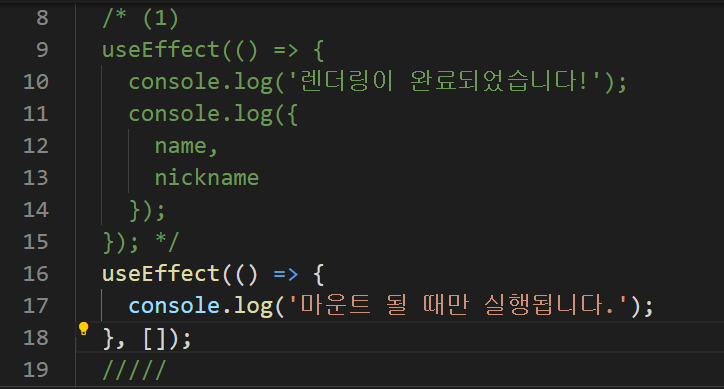 8 /* (1)
9 useEffect(() => {
10 console.log('렌더링이 완료되었습니다!');
11 console.log({
12 name,
13 nickname
14 });
15 }); */
16 useEffect(() => {
17 console.log('마운트 될 때만 실행됩니다.');
18 }, []);
19 /////